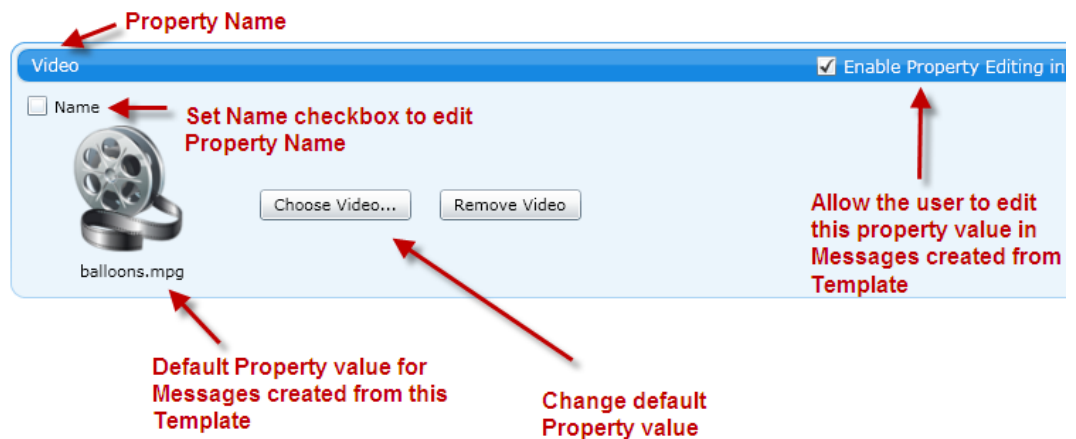 Property Name
Video
Enable Property Editing in
Name
Set Name checkbox to edit
Property Name
Choose Video...
Remove Video
balloons.mpg
Allow the user to edit
this property value in
Messages created from
Template
Default Property value for
Messages created from this
Template
Change default
Property value